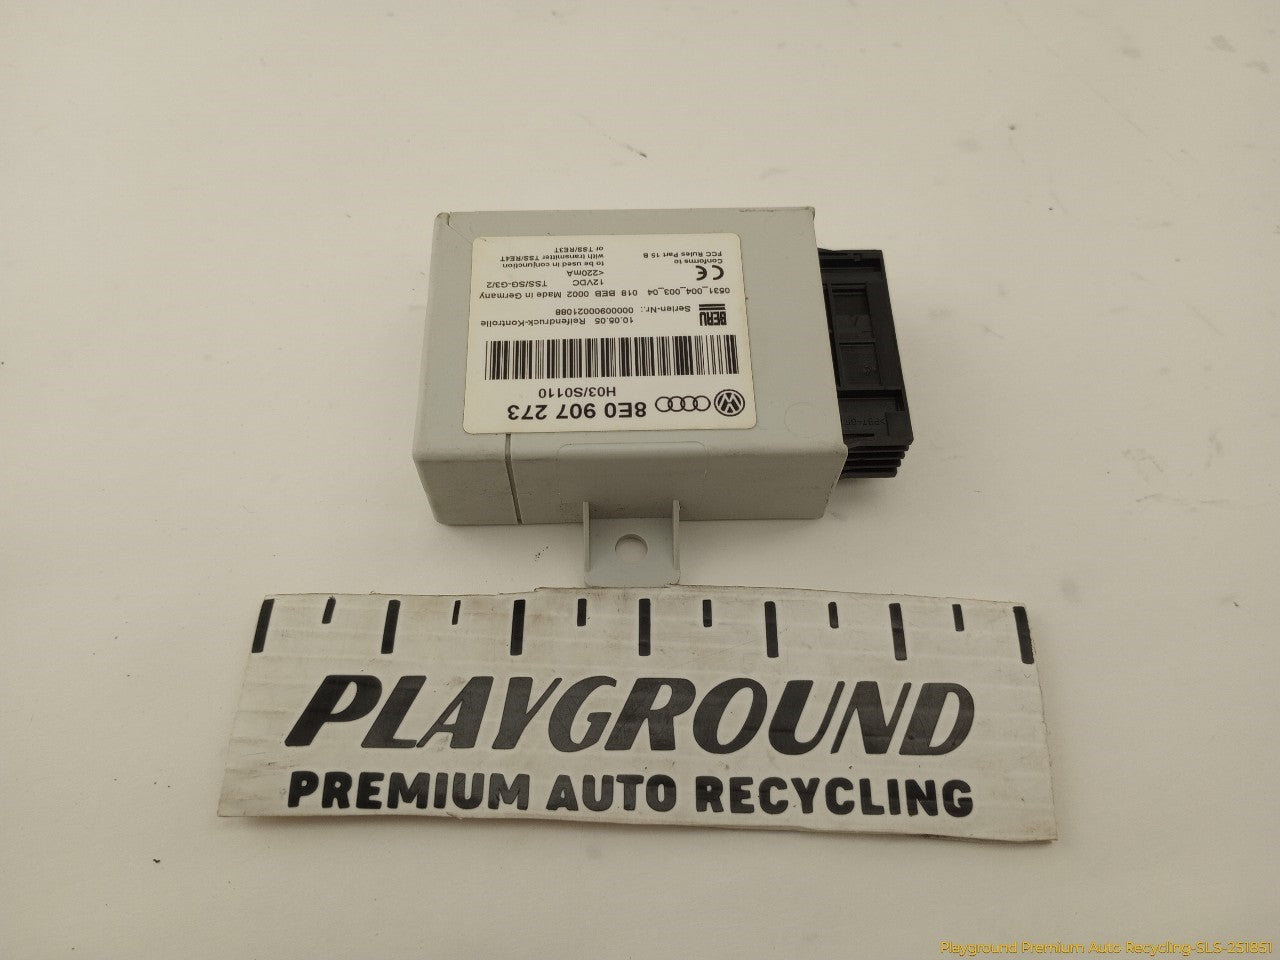 8E0 907 273
H03/S0110
BERU
10.05.05 Reifendruck-Kontrolle
Serien-Nr.: 00000900021088
0531_004_003_04 018 BEB 0002 Made in Germany
CE
12VDC TSS/SG-G3/2
<220mA
Conforms to
FCC Rules Part 15 B
to be used in conjunction
with transmitter TSS/RE4T
or TSS/RE3T
PLAYGROUND
PREMIUM AUTO RECYCLING
Playground Premium Auto Recycling-SLS-251851